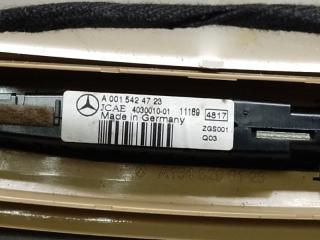 A 001 542 47 23
ICAE 4030010-01 11189 4817
Made in Germany
ZGS001
Q03